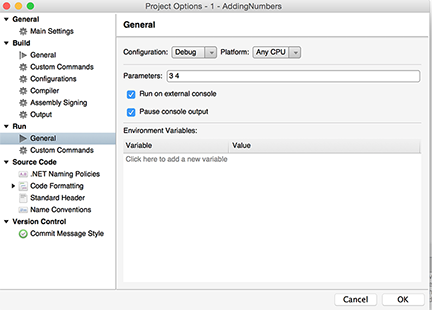 Project Options - 1 - AddingNumbers
General
Main Settings
Build
General
Custom Commands
Configurations
Compiler
Assembly Signing
Output
Run
General
Custom Commands
Source Code
.NET Naming Policies
Code Formatting
Standard Header
Name Conventions
Version Control
Commit Message Style
General
Configuration: Debug Platform: Any CPU
Parameters: 3 4
Run on external console
Pause console output
Environment Variables:
Variable Value
Click here to add a new variable
Cancel OK